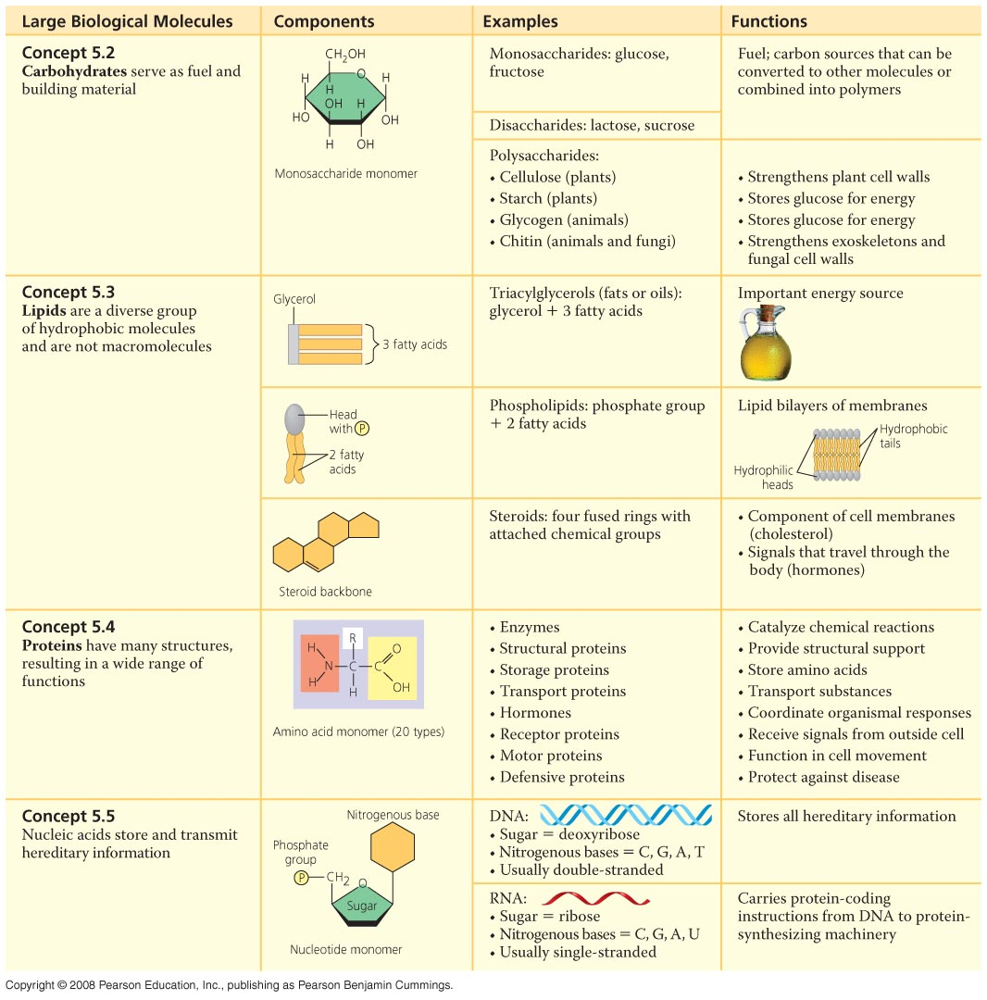 Large Biological Molecules
Components
Examples
Functions
Concept 5.2
Carbohydrates serve as fuel and
building material
CH2OH
O
H
H
H
OH
H
HO
OH
H
OH
Monosaccharide monomer
Monosaccharides: glucose,
fructose
Fuel; carbon sources that can be
converted to other molecules or
combined into polymers
Disaccharides: lactose, sucrose
Polysaccharides:
• Cellulose (plants)
• Starch (plants)
• Glycogen (animals)
• Chitin (animals and fungi)
• Strengthens plant cell walls
• Stores glucose for energy
• Stores glucose for energy
• Strengthens exoskeletons and
fungal cell walls
Concept 5.3
Lipids are a diverse group
of hydrophobic molecules
and are not macromolecules
Glycerol
3 fatty acids
Triacylglycerols (fats or oils):
glycerol + 3 fatty acids
Important energy source
Head
with P
2 fatty
acids
Phospholipids: phosphate group
+ 2 fatty acids
Lipid bilayers of membranes
Hydrophobic
tails
Hydrophilic
heads
Steroid backbone
Steroids: four fused rings with
attached chemical groups
• Component of cell membranes
(cholesterol)
• Signals that travel through the
body (hormones)
Concept 5.4
Proteins have many structures,
resulting in a wide range of
functions
R
H
O
N
C
C
H
H
OH
Amino acid monomer (20 types)
• Enzymes
• Structural proteins
• Storage proteins
• Transport proteins
• Hormones
• Receptor proteins
• Motor proteins
• Defensive proteins
• Catalyze chemical reactions
• Provide structural support
• Store amino acids
• Transport substances
• Coordinate organismal responses
• Receive signals from outside cell
• Function in cell movement
• Protect against disease
Concept 5.5
Nucleic acids store and transmit
hereditary information
Nitrogenous base
Phosphate
group
P
CH2
O
Sugar
Nucleotide monomer
DNA:
• Sugar = deoxyribose
• Nitrogenous bases = C, G, A, T
• Usually double-stranded
Stores all hereditary information
RNA:
• Sugar = ribose
• Nitrogenous bases = C, G, A, U
• Usually single-stranded
Carries protein-coding
instructions from DNA to protein-
synthesizing machinery
Copyright © 2008 Pearson Education, Inc., publishing as Pearson Benjamin Cummings.